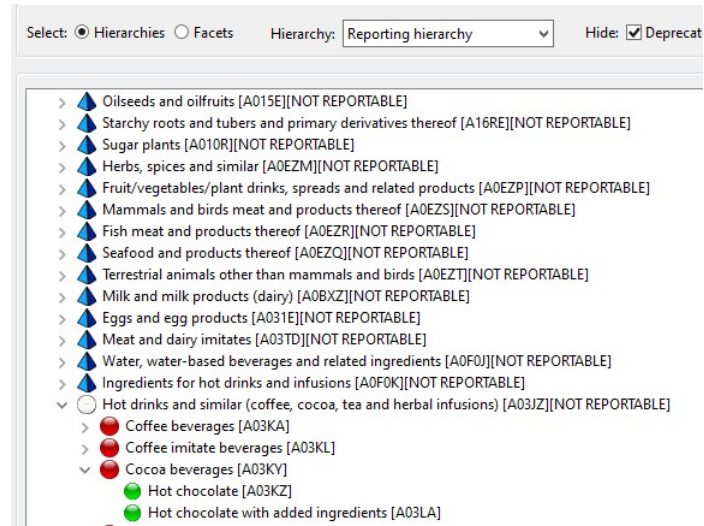 Select: Hierarchies Facets Hierarchy: Reporting hierarchy Hide: Deprecat
Oilseeds and oilfruits [A015E][NOT REPORTABLE]
Starchy roots and tubers and primary derivatives thereof [A16RE][NOT REPORTABLE]
Sugar plants [A010R][NOT REPORTABLE]
Herbs, spices and similar [A0EZM][NOT REPORTABLE]
Fruit/vegetables/plant drinks, spreads and related products [A0EZP][NOT REPORTABLE]
Mammals and birds meat and products thereof [A0EZS][NOT REPORTABLE]
Fish meat and products thereof [A0EZR][NOT REPORTABLE]
Seafood and products thereof [A0EZQ][NOT REPORTABLE]
Terrestrial animals other than mammals and birds [A0EZT][NOT REPORTABLE]
Milk and milk products (dairy) [A0BXZ][NOT REPORTABLE]
Eggs and egg products [A031E][NOT REPORTABLE]
Meat and dairy imitates [A03TD][NOT REPORTABLE]
Water, water-based beverages and related ingredients [A0F0J][NOT REPORTABLE]
Ingredients for hot drinks and infusions [A0F0K][NOT REPORTABLE]
Hot drinks and similar (coffee, cocoa, tea and herbal infusions) [A03JZ][NOT REPORTABLE]
Coffee beverages [A03KA]
Coffee imitate beverages [A03KL]
Cocoa beverages [A03KY]
Hot chocolate [A03KZ]
Hot chocolate with added ingredients [A03LA]